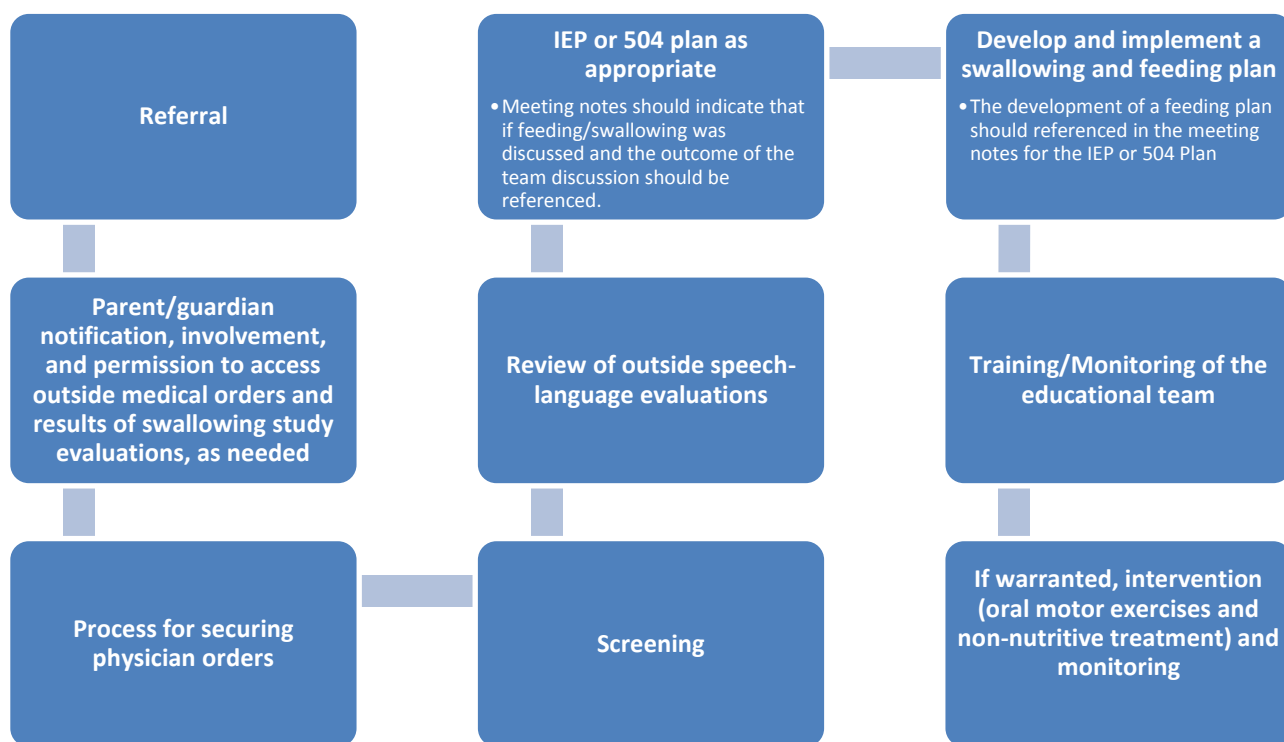 Referral
Parent/guardian
notification, involvement,
and permission to access
outside medical orders and
results of swallowing study
evaluations, as needed
Process for securing
physician orders
Screening
Review of outside speech-
language evaluations
IEP or 504 plan as
appropriate
•Meeting notes should indicate that
if feeding/swallowing was
discussed and the outcome of the
team discussion should be
referenced.
Develop and implement a
swallowing and feeding plan
•The development of a feeding plan
should referenced in the meeting
notes for the IEP or 504 Plan
Training/Monitoring of the
educational team
If warranted, intervention
(oral motor exercises and
non-nutritive treatment) and
monitoring